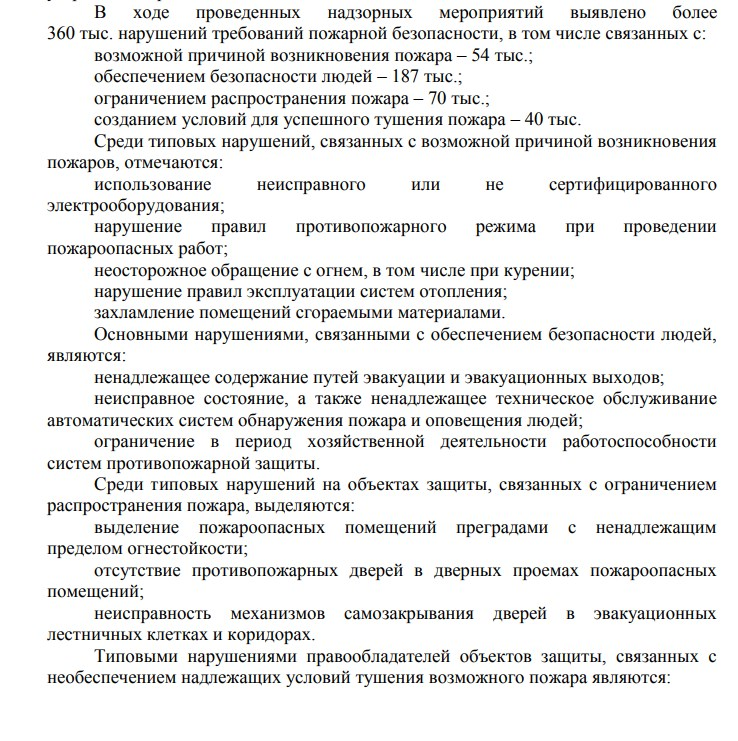 В ходе проведенных надзорных мероприятий выявлено более
360 тыс. нарушений требований пожарной безопасности, в том числе связанных с:
возможной причиной возникновения пожара – 54 тыс.;
обеспечением безопасности людей – 187 тыс.;
ограничением распространения пожара – 70 тыс.;
созданием условий для успешного тушения пожара – 40 тыс.
Среди типовых нарушений, связанных с возможной причиной возникновения
пожаров, отмечаются:
использование неисправного или не сертифицированного
электрооборудования;
нарушение правил противопожарного режима при проведении
пожароопасных работ;
неосторожное обращение с огнем, в том числе при курении;
нарушение правил эксплуатации систем отопления;
захламление помещений сгораемыми материалами.
Основными нарушениями, связанными с обеспечением безопасности людей,
являются:
ненадлежащее содержание путей эвакуации и эвакуационных выходов;
неисправное состояние, а также ненадлежащее техническое обслуживание
автоматических систем обнаружения пожара и оповещения людей;
ограничение в период хозяйственной деятельности работоспособности
систем противопожарной защиты.
Среди типовых нарушений на объектах защиты, связанных с ограничением
распространения пожара, выделяются:
выделение пожароопасных помещений преградами с ненадлежащим
пределом огнестойкости;
отсутствие противопожарных дверей в дверных проемах пожароопасных
помещений;
неисправность механизмов самозакрывания дверей в эвакуационных
лестничных клетках и коридорах.
Типовыми нарушениями правообладателей объектов защиты, связанных с
необеспечением надлежащих условий тушения возможного пожара являются: